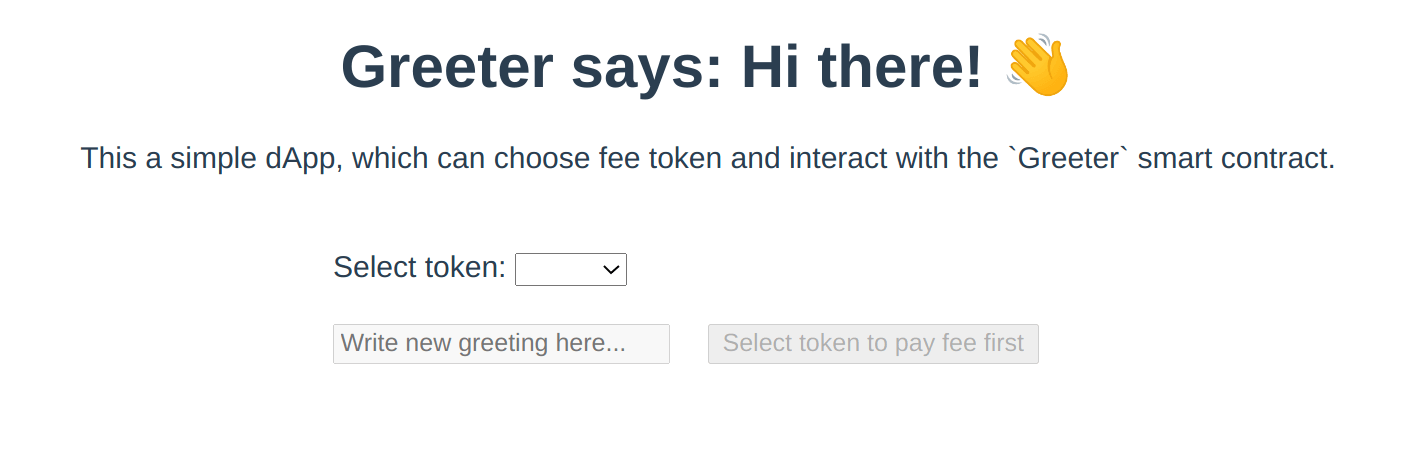 Greeter says: Hi there! 👋
This a simple dApp, which can choose fee token and interact with the `Greeter` smart contract.
Select token:
Write new greeting here...
Select token to pay fee first